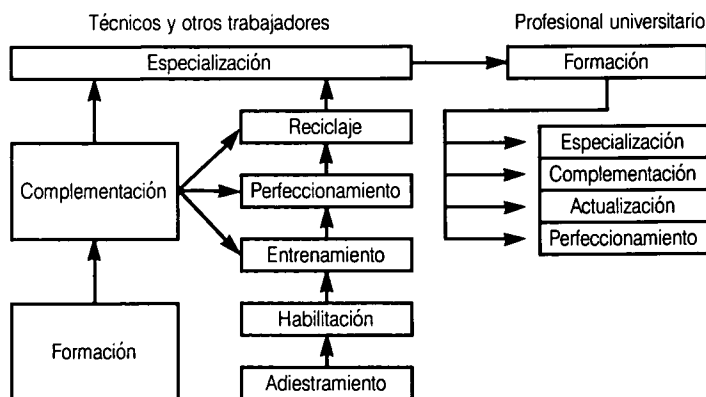 Técnicos y otros trabajadores
Profesional universitario
Especialización
Formación
Reciclaje
Complementación
Perfeccionamiento
Entrenamiento
Habilitación
Formación
Adiestramiento
Especialización
Complementación
Actualización
Perfeccionamiento